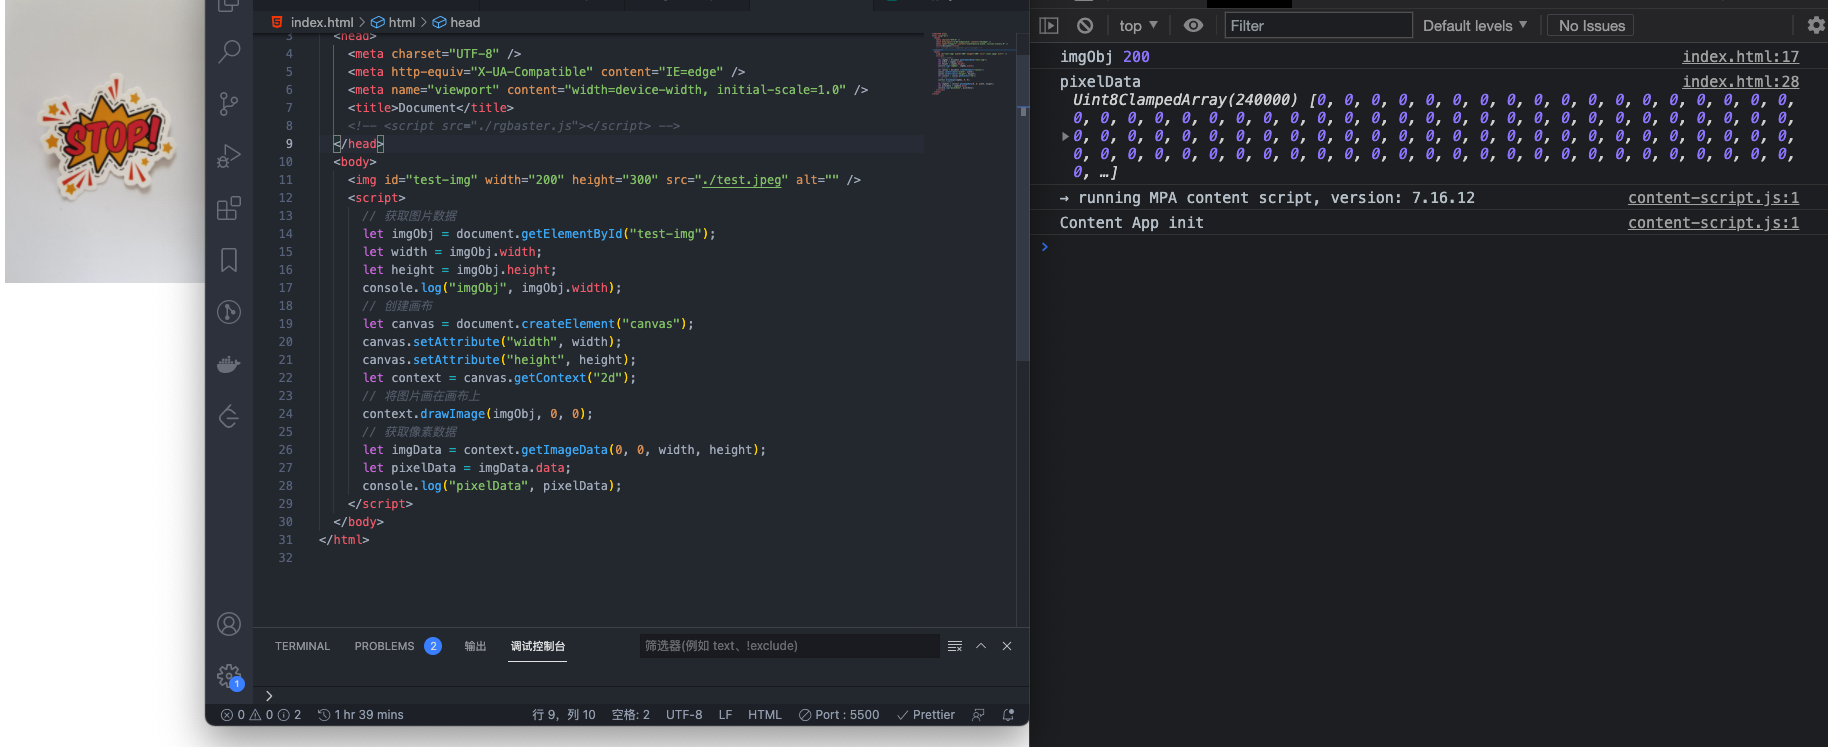 STOP!
index.html > html > head
3 <head>
4 <meta charset="UTF-8" />
5 <meta http-equiv="X-UA-Compatible" content="IE=edge" />
6 <meta name="viewport" content="width=device-width, initial-scale=1.0" />
7 <title>Document</title>
8 <!-- <script src="./rgbaster.js"></script> -->
9 </head>
10 <body>
11 <img id="test-img" width="200" height="300" src="./test.jpeg" alt="" />
12 <script>
13 // 获取图片数据
14 let imgObj = document.getElementById("test-img");
15 let width = imgObj.width;
16 let height = imgObj.height;
17 console.log("imgObj", imgObj.width);
18 // 创建画布
19 let canvas = document.createElement("canvas");
20 canvas.setAttribute("width", width);
21 canvas.setAttribute("height", height);
22 let context = canvas.getContext("2d");
23 // 将图片画在画布上
24 context.drawImage(imgObj, 0, 0);
25 // 获取像素数据
26 let imgData = context.getImageData(0, 0, width, height);
27 let pixelData = imgData.data;
28 console.log("pixelData", pixelData);
29 </script>
30 </body>
31 </html>
32
TERMINAL PROBLEMS 2 输出 调试控制台 筛选器(例如 text、!exclude)
1
>
0 0 2 1 hr 39 mins 行 9，列 10 空格: 2 UTF-8 LF HTML Port : 5500 Prettier
top Filter Default levels No Issues
imgObj 200 index.html:17
pixelData index.html:28
Uint8ClampedArray(240000) [0, 0, 0, 0, 0, 0, 0, 0, 0, 0, 0, 0, 0, 0, 0, 0, 0, 0,
0, 0, 0, 0, 0, 0, 0, 0, 0, 0, 0, 0, 0, 0, 0, 0, 0, 0, 0, 0, 0, 0, 0, 0, 0, 0, 0,
0, 0, 0, 0, 0, 0, 0, 0, 0, 0, 0, 0, 0, 0, 0, 0, 0, 0, 0, 0, 0, 0, 0, 0, 0, 0, 0,
0, 0, 0, 0, 0, 0, 0, 0, 0, 0, 0, 0, 0, 0, 0, 0, 0, 0, 0, 0, 0, 0, 0, 0, 0, 0, 0,
0, …]
→ running MPA content script, version: 7.16.12 content-script.js:1
Content App init content-script.js:1
>